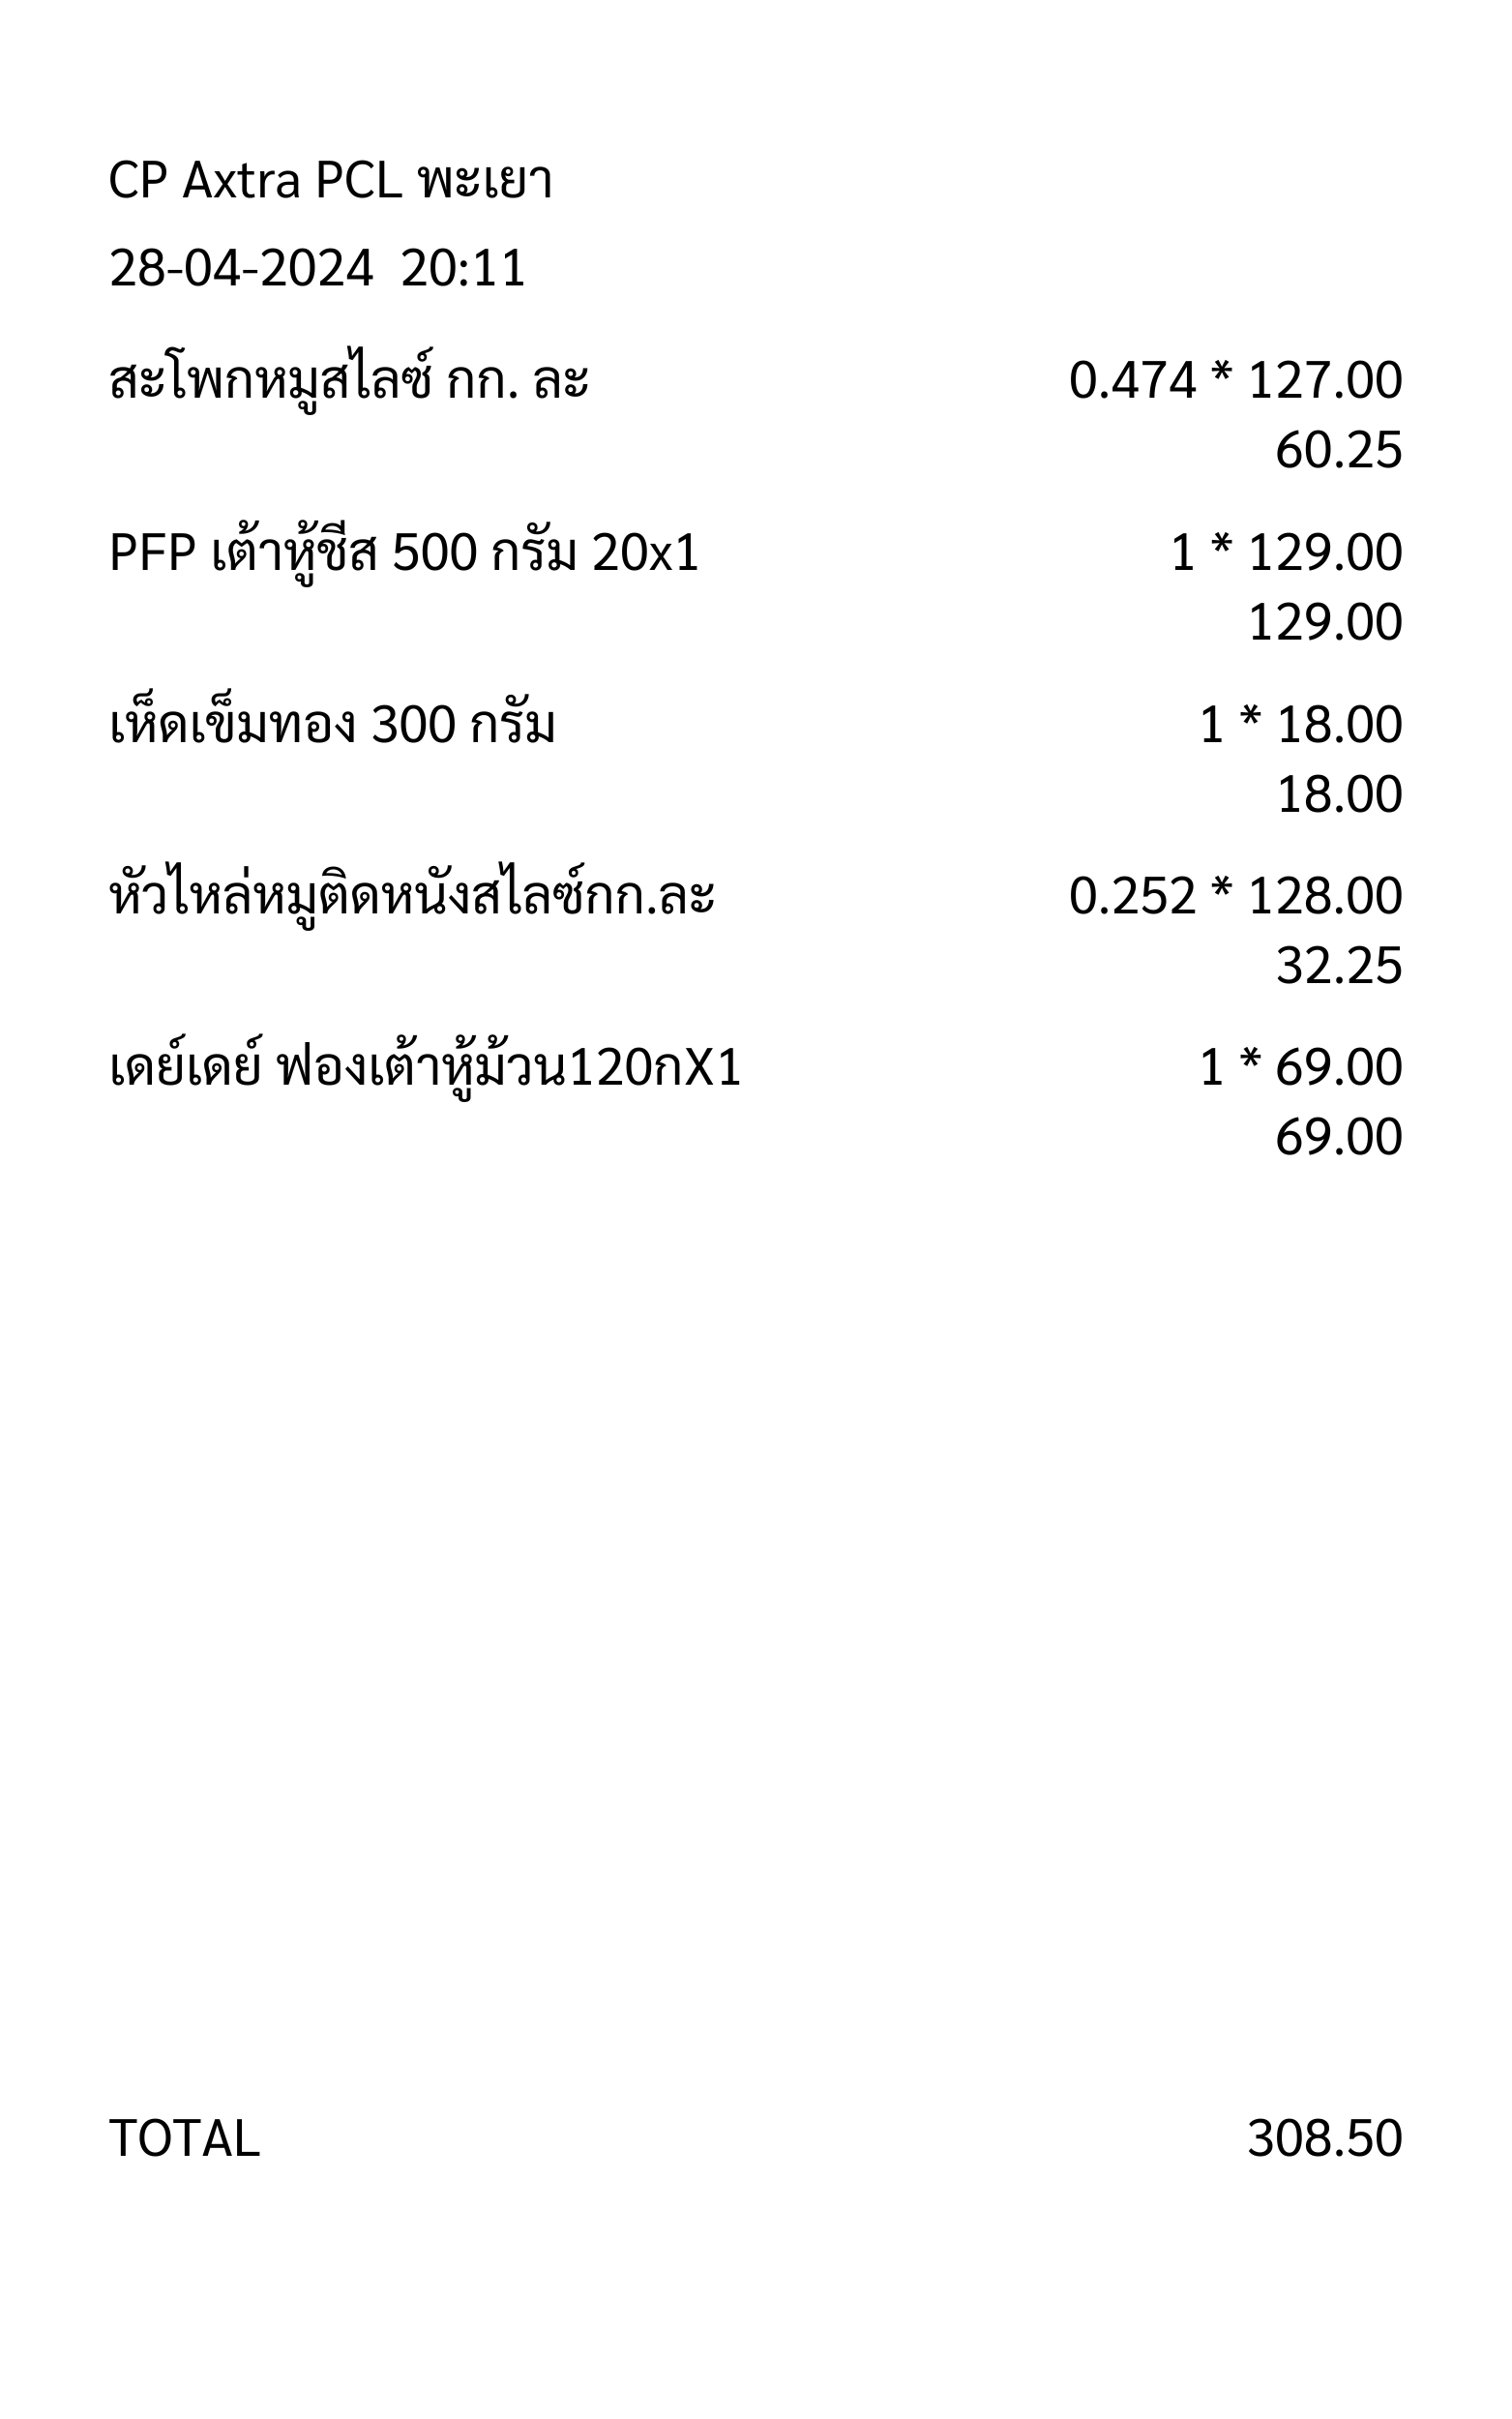 CP Axtra PCL พะเยา
28-04-2024  20:11
สะโพกหมูสไลซ์ กก. ละ 0.474 * 127.00
60.25
PFP เต้าหู้ชีส 500 กรัม 20x1 1 * 129.00
129.00
เห็ดเข็มทอง 300 กรัม 1 * 18.00
18.00
หัวไหล่หมูติดหนังสไลซ์กก.ละ 0.252 * 128.00
32.25
เดย์เดย์ ฟองเต้าหู้ม้วน120กX1 1 * 69.00
69.00
TOTAL 308.50